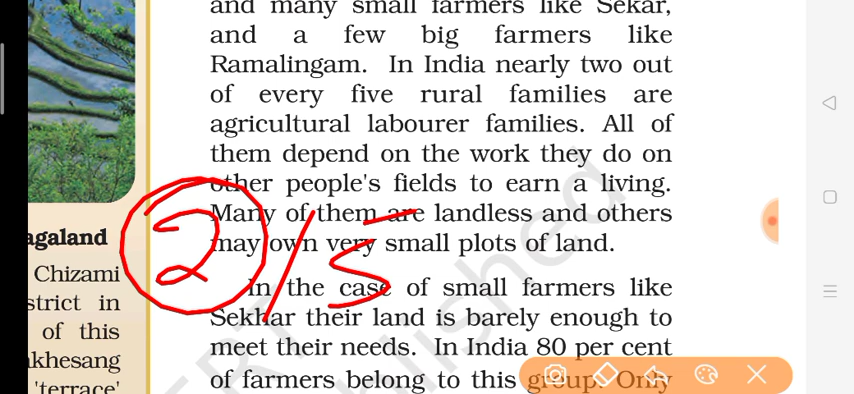 and many small farmers like Sekar,
and a few big farmers like
Ramalingam. In India nearly two out
of every five rural families are
agricultural labourer families. All of
them depend on the work they do on
other people's fields to earn a living.
Many of them are landless and others
may own very small plots of land.
In the case of small farmers like
Sekhar their land is barely enough to
meet their needs. In India 80 per cent
of farmers belong to this group. Only
2/5
agaland
Chizami
strict in
of this
akhesang
'terrace'